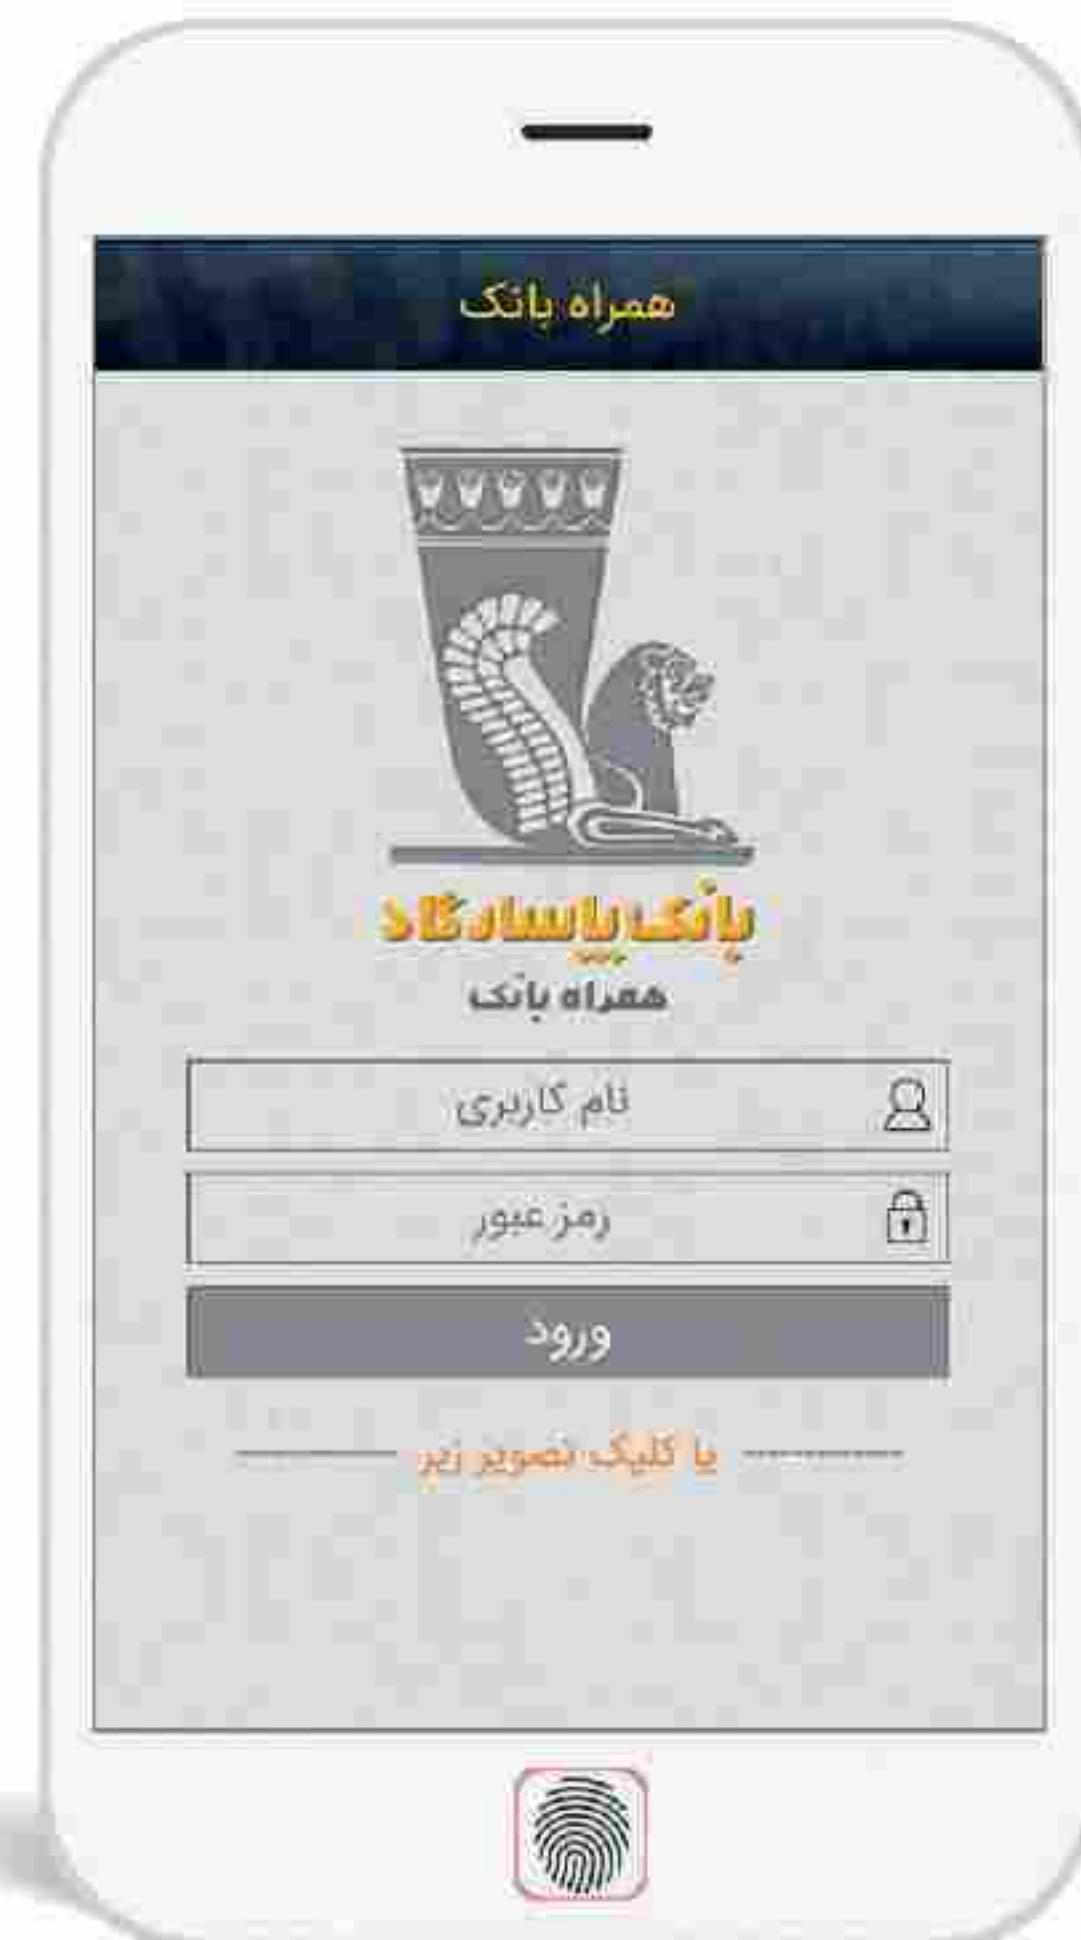 همراه بانک
بانک پاسارگاد
همراه بانک
نام کاربری
رمز عبور
ورود
یا کلیک تصویر زیر